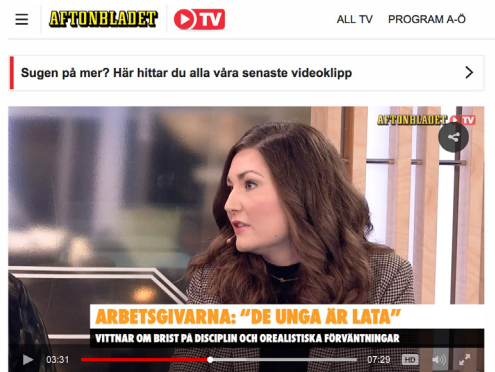 AFTONBLADET TV
ALL TV PROGRAM A-Ö
Sugen på mer? Här hittar du alla våra senaste videoklipp
AFTONBLADET TV
ARBETSGIVARNA: "DE UNGA ÄR LATA"
VITTNAR OM BRIST PÅ DISCIPLIN OCH OREALISTISKA FÖRVÄNTNINGAR
03:31 07:29 HD